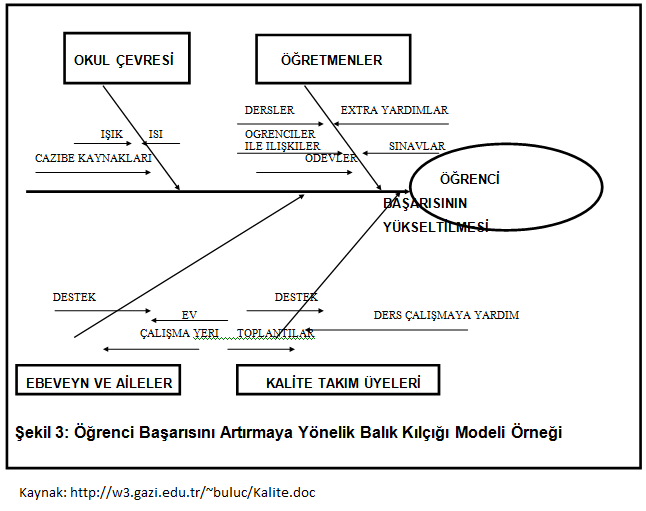 OKUL ÇEVRESİ
ÖĞRETMENLER
DERSLER
EXTRA YARDIMLAR
IŞIK
ISI
OGRENCILER
ILE ILIŞKILER
SINAVLAR
CAZIBE KAYNAKLARI
ODEVLER
ÖĞRENCİ
BAŞARISININ
YÜKSELTİLMESİ
DESTEK
DESTEK
EV
DERS ÇALIŞMAYA YARDIM
ÇALIŞMA YERI
TOPLANTILAR
EBEVEYN VE AİLELER
KALİTE TAKIM ÜYELERİ
Şekil 3: Öğrenci Başarısını Artırmaya Yönelik Balık Kılçığı Modeli Örneği
Kaynak: http://w3.gazi.edu.tr/~buluc/Kalite.doc